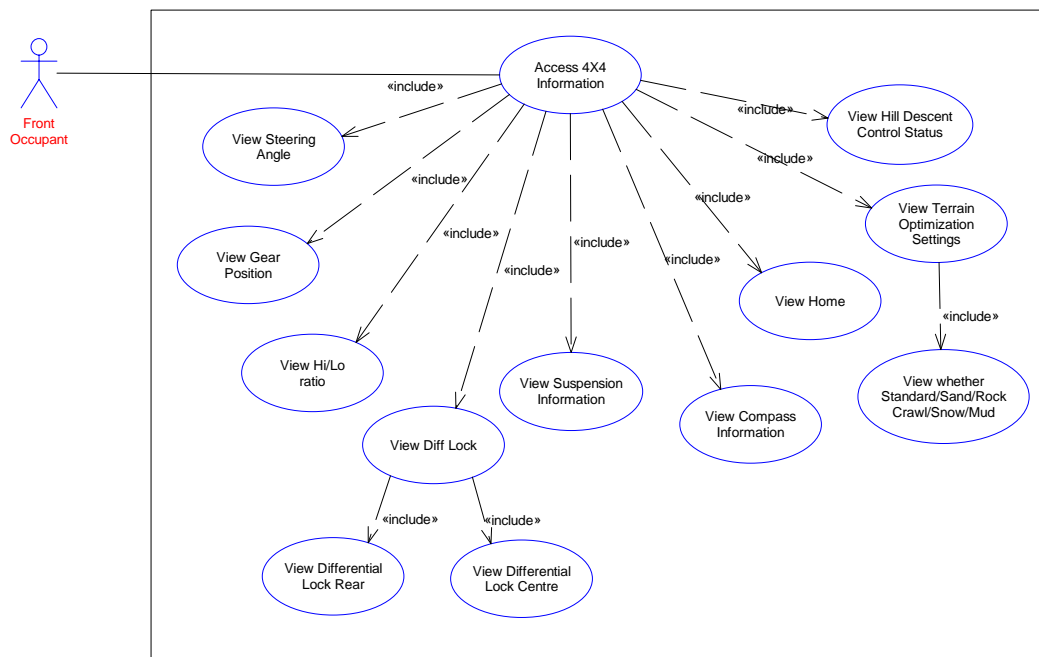 Front
Occupant
Access 4X4
Information
«include»
«include»
View Hill Descent
Control Status
View Steering
Angle
«include»
«include»
«include»
View Terrain
Optimization
Settings
«include»
«include»
«include»
«include»
«include»
View Gear
Position
View Home
«include»
View Hi/Lo
ratio
View Suspension
Information
View whether
Standard/Sand/Rock
Crawl/Snow/Mud
View Compass
Information
View Diff Lock
«include»
«include»
View Differential
Lock Rear
View Differential
Lock Centre